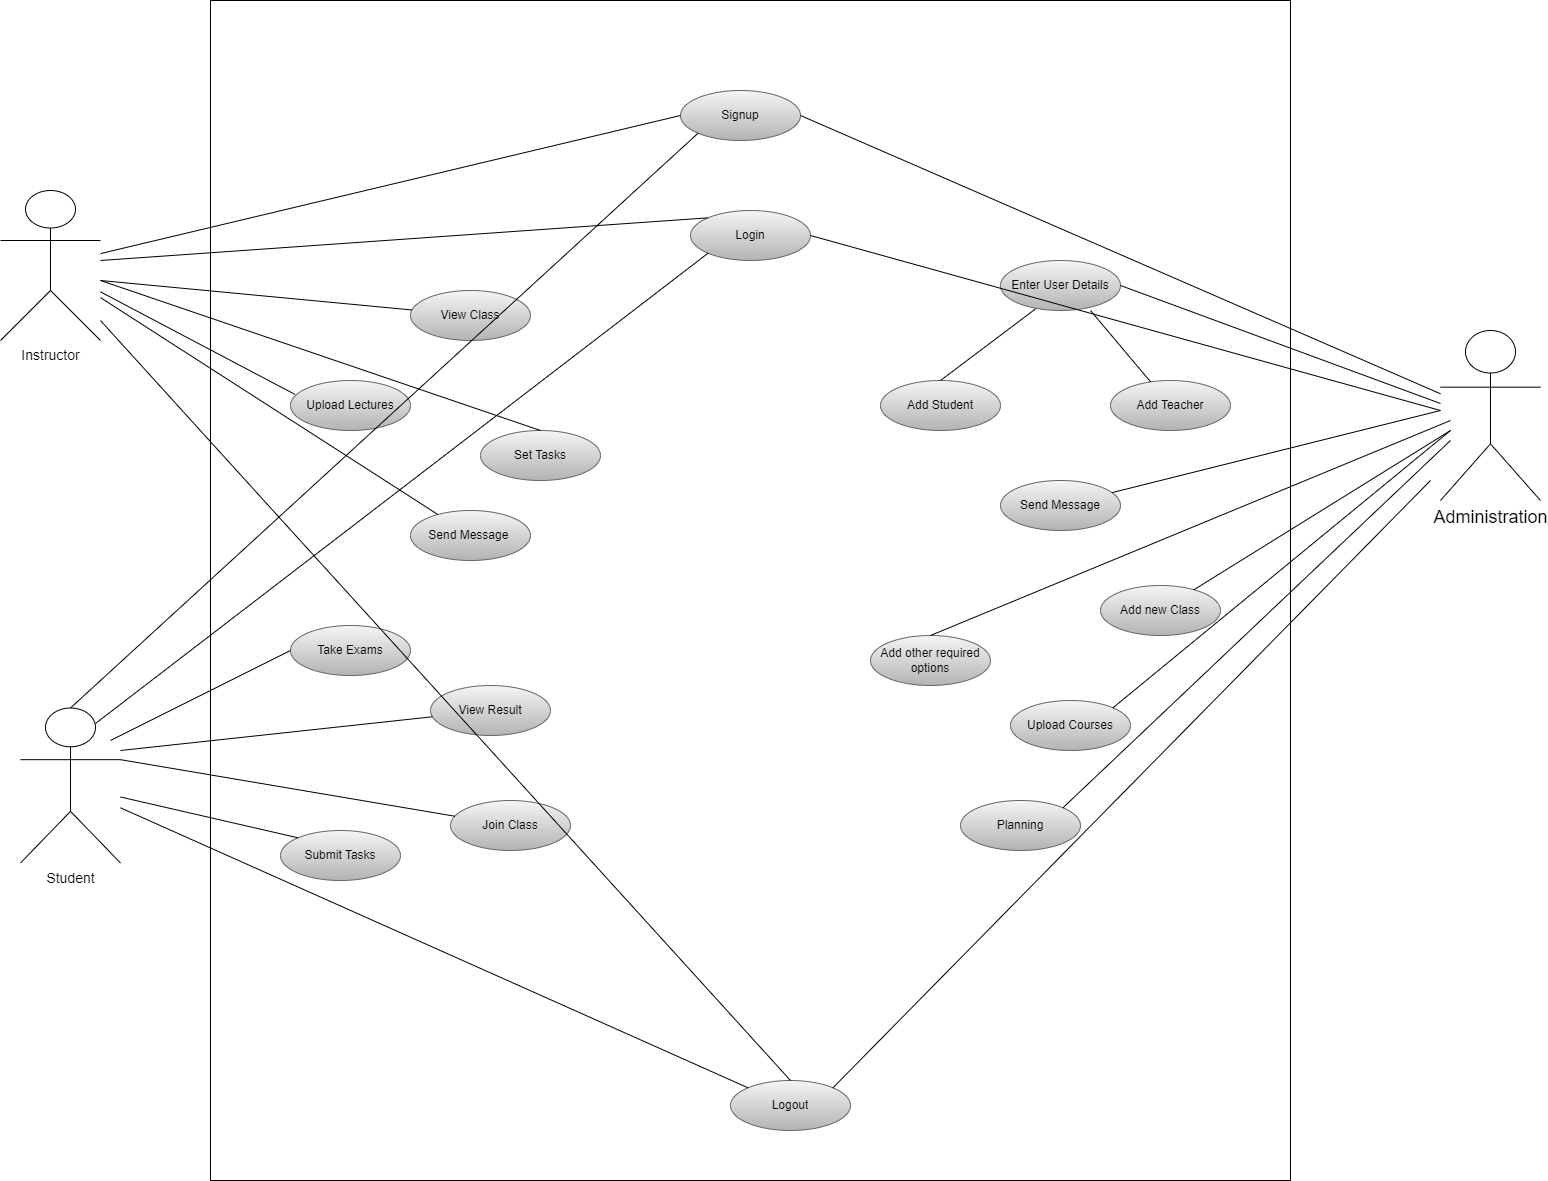 Signup
Login
Enter User Details
View Class
Instructor
Upload Lectures
Add Student
Add Teacher
Set Tasks
Send Message
Administration
Send Message
Add new Class
Take Exams
Add other required
options
View Result
Upload Courses
Join Class
Planning
Submit Tasks
Student
Logout